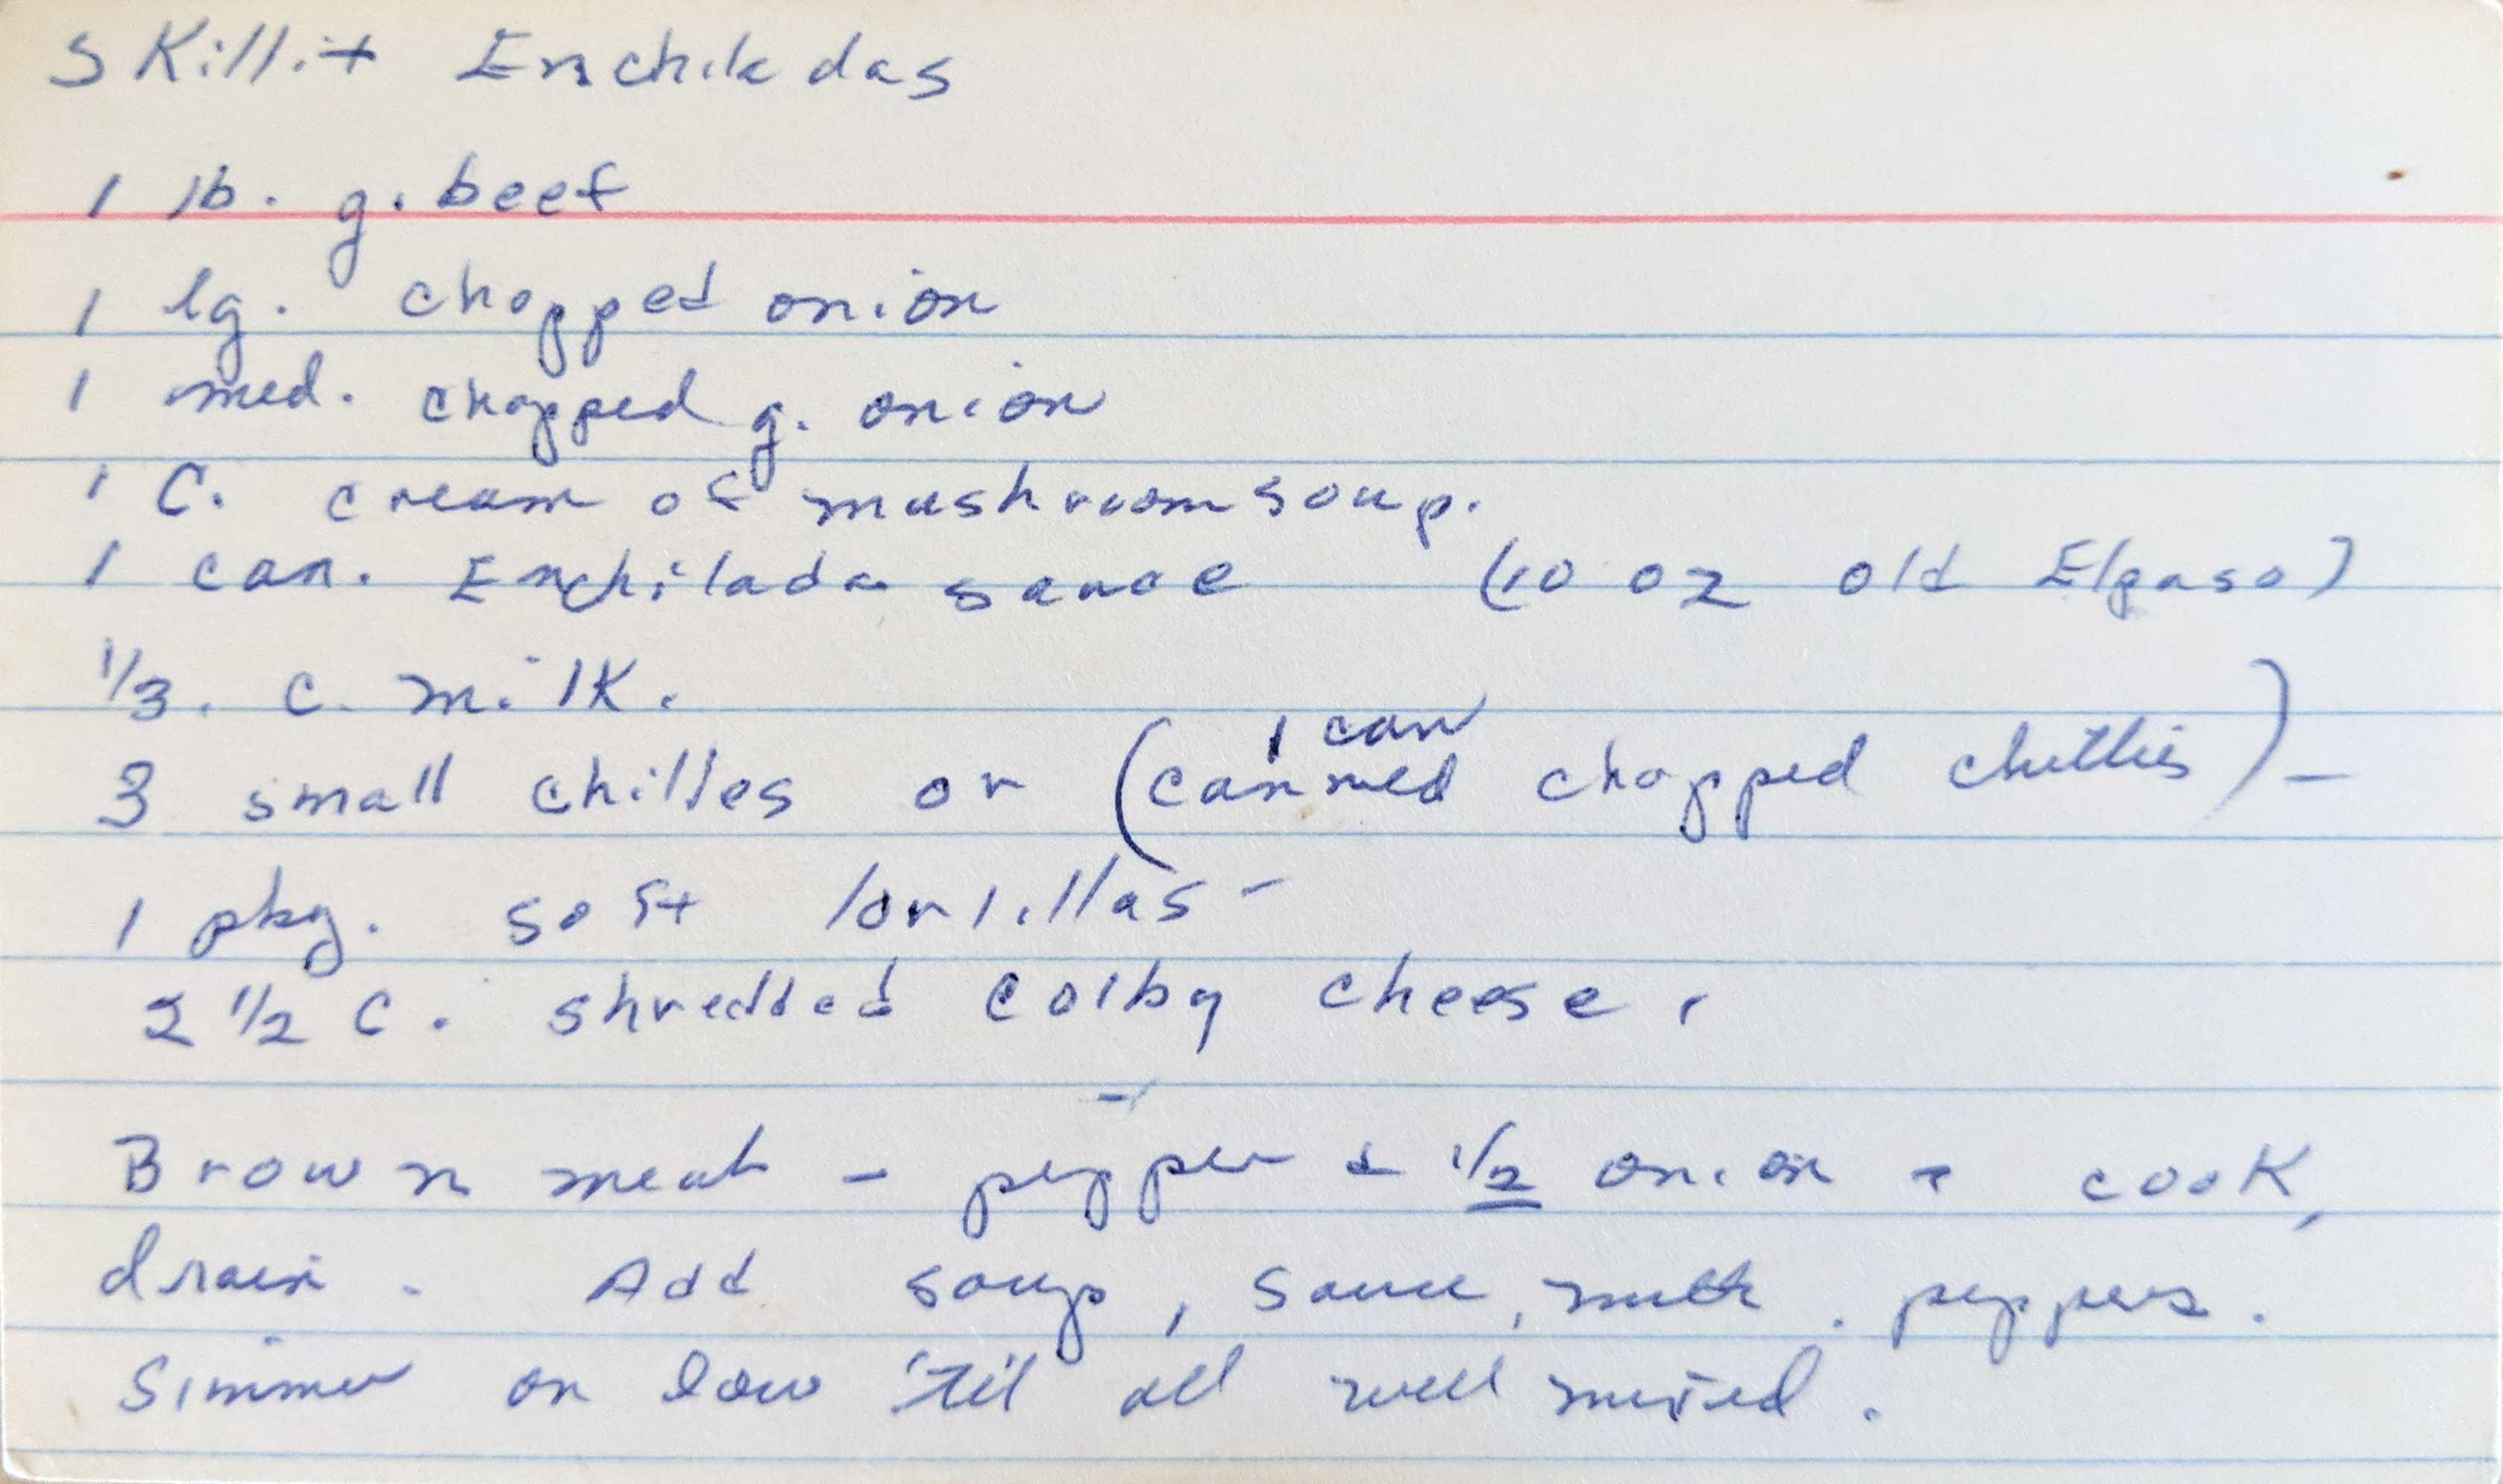 Skillit Enchiladas
1 lb. g. beef
1 lg. chopped onion
1 med. chopped g. onion
1 C. cream of mushroom soup.
1 can. Enchilada sauce (10 oz old Elpaso)
1/3. c. milk.
1 can
3 small chilles or (canned chopped chillies) -
1 pkg. soft tortillas -
2 1/2 c. shredded colby cheese.
Brown meat - pepper & 1/2 onion & cook,
drain. Add soup, sauce, milk. peppers.
Simmer on low 'til all well mixed.